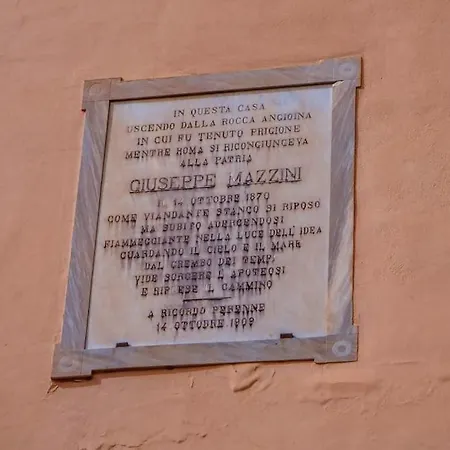 IN QUESTA CASA
USCENDO DALLA ROCCA ANGIOINA
IN CUI FU TENUTO PRIGIONE
MENTRE ROMA SI RICONGIUNGEVA
ALLA PATRIA
GIUSEPPE MAZZINI
IL 14 OTTOBRE 1870
COME VIANDANTE STANCO SI RIPOSO
MA SUBITO ADERGENDOSI
FIAMMEGGIANTE NELLA LUCE DELL'IDEA
GUARDANDO IL CIELO E IL MARE
DAL GREMBO DEI TEMPI
VIDE SORGERE L'APOTEOSI
E RIPRESE IL CAMMINO
A RICORDO PERENNE
14 OTTOBRE 1909